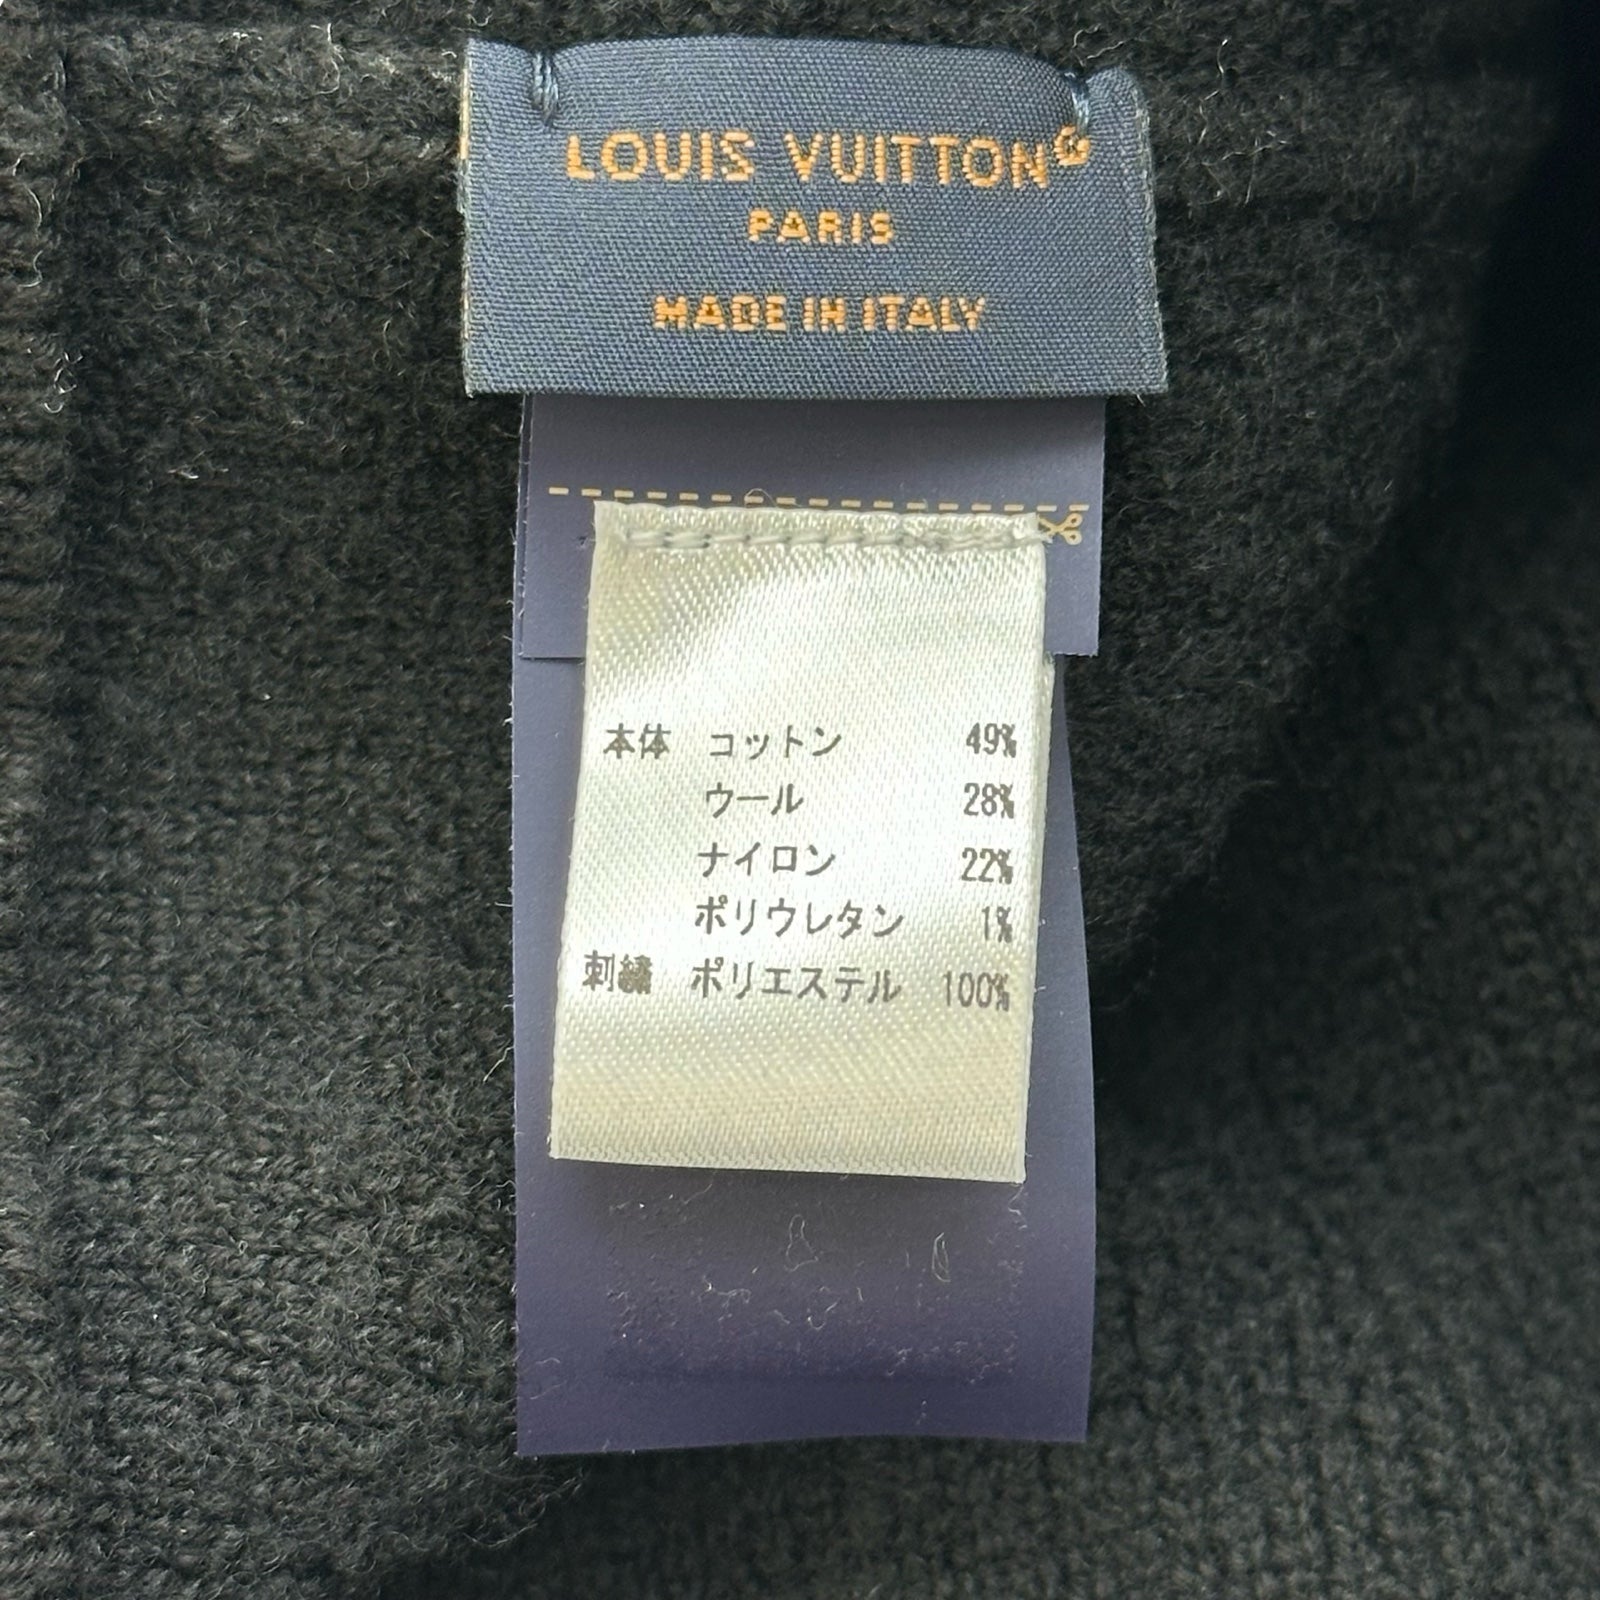 LOUIS VUITTON®
PARIS
MADE IN ITALY
本体 コットン 49%
ウール 28%
ナイロン 22%
ポリウレタン 1%
刺繍 ポリエステル 100%